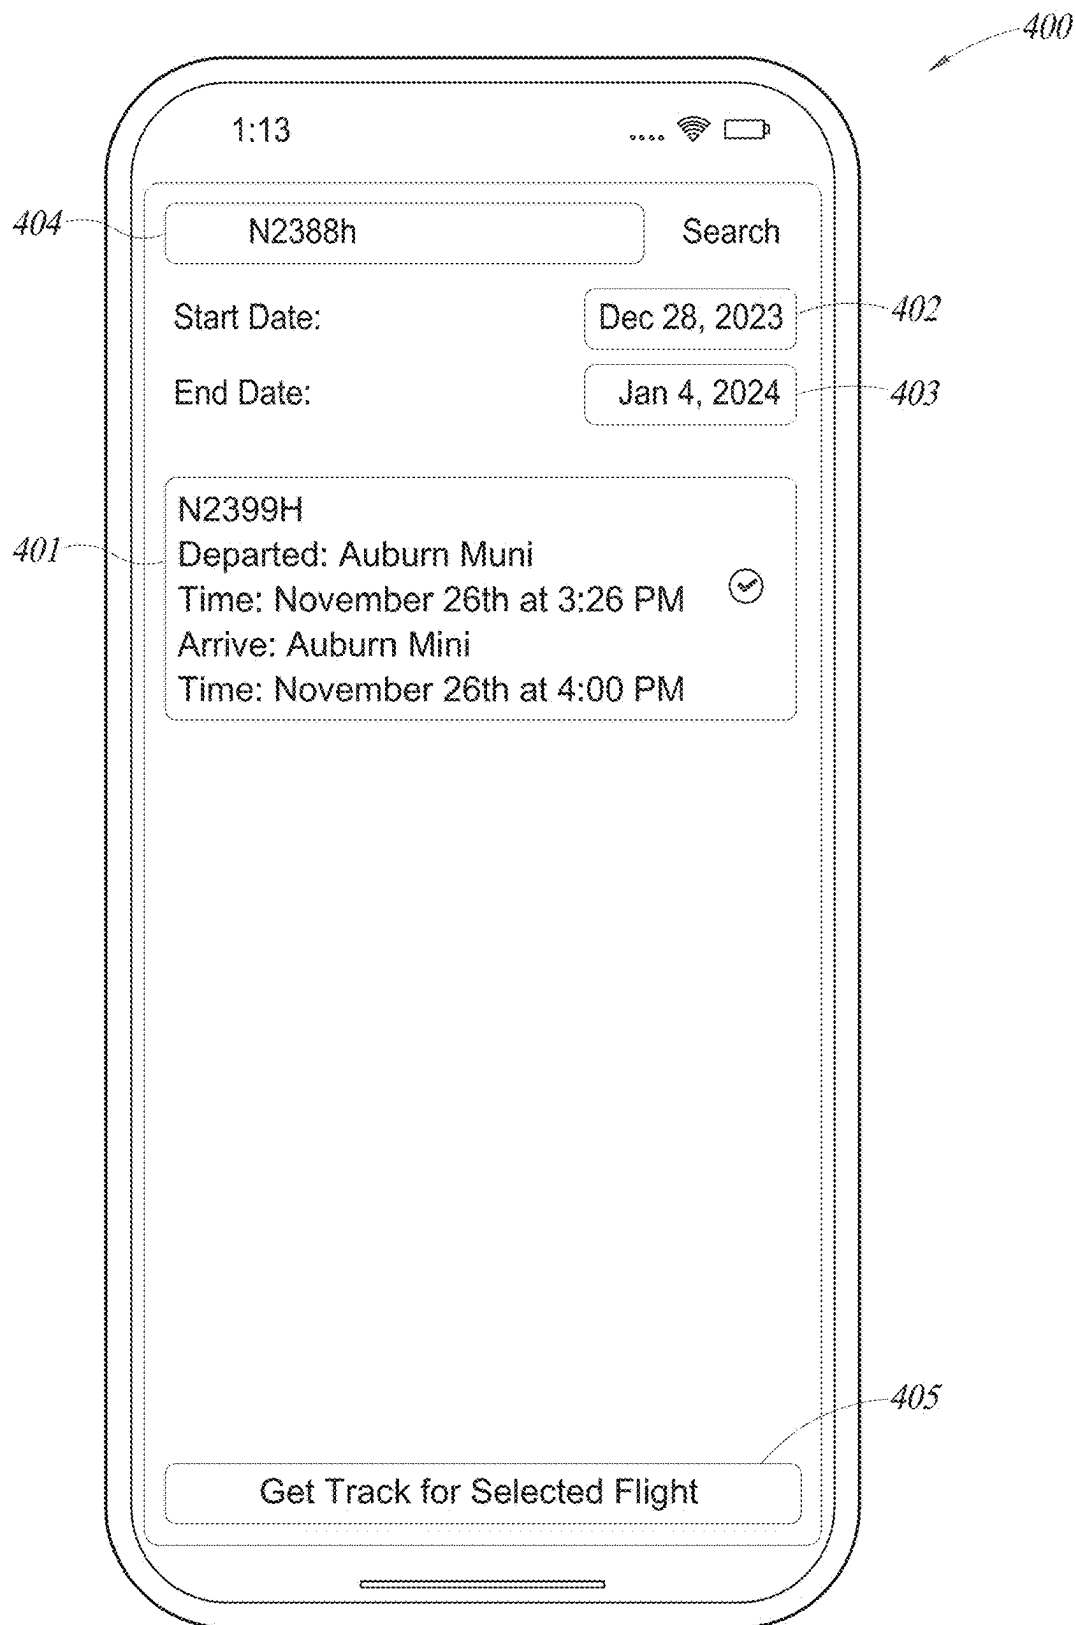 400
1:13
404
N2388h
Search
Start Date:
Dec 28, 2023
402
End Date:
Jan 4, 2024
403
401
N2399H
Departed: Auburn Muni
Time: November 26th at 3:26 PM
Arrive: Auburn Mini
Time: November 26th at 4:00 PM
405
Get Track for Selected Flight